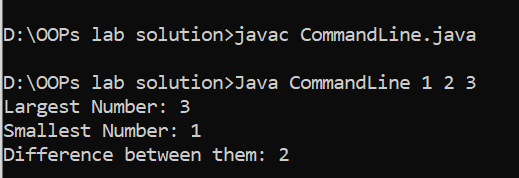 D:\OOPs lab solution>javac CommandLine.java
D:\OOPs lab solution>Java CommandLine 1 2 3
Largest Number: 3
Smallest Number: 1
Difference between them: 2